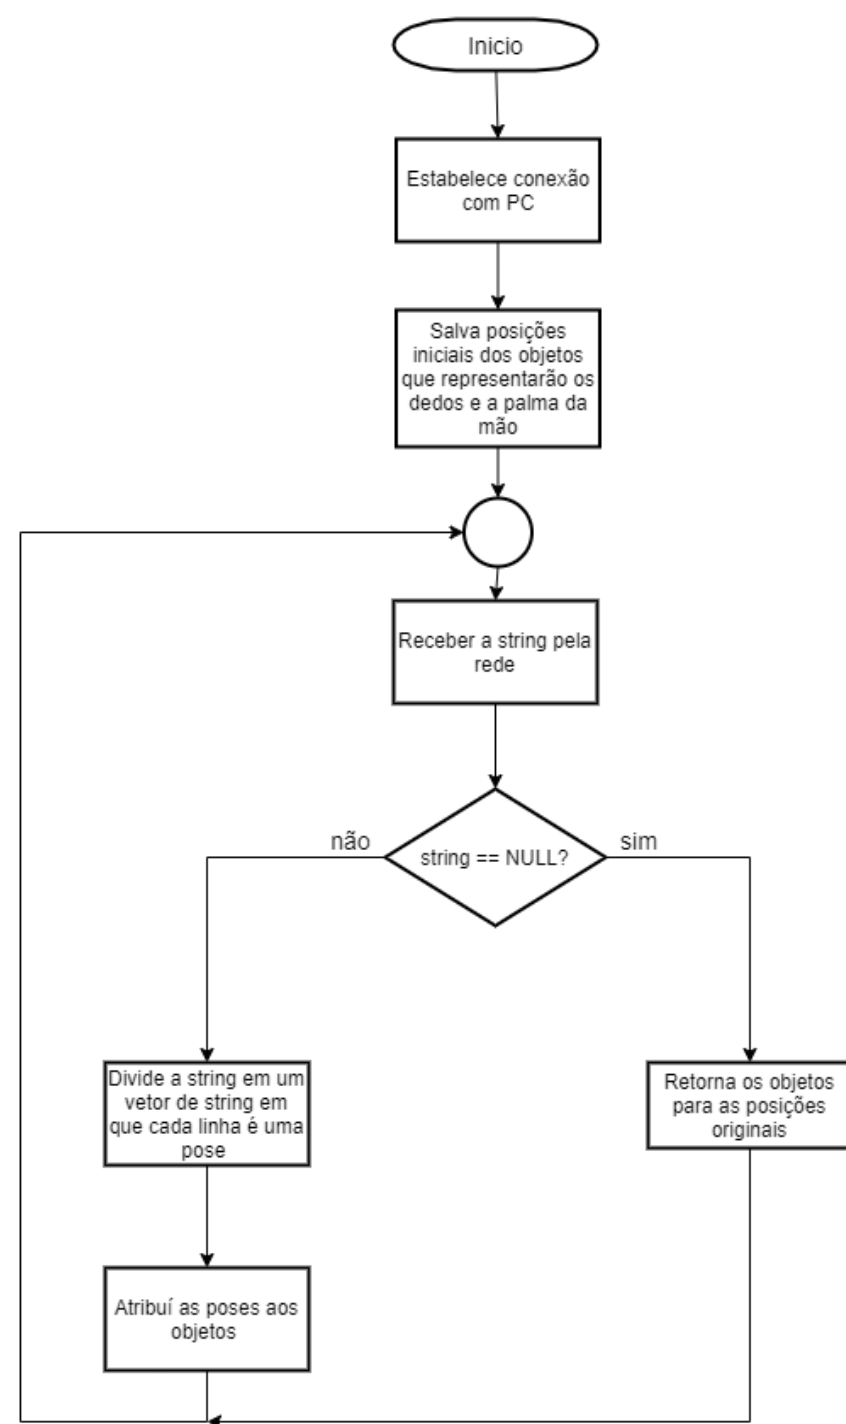 Inicio
Estabelece conexão
com PC
Salva posições
iniciais dos objetos
que representarão os
dedos e a palma da
mão
Receber a string pela
rede
não
string == NULL?
sim
Divide a string em um
vetor de string em
que cada linha é uma
pose
Retorna os objetos
para as posições
originais
Atribuí as poses aos
objetos